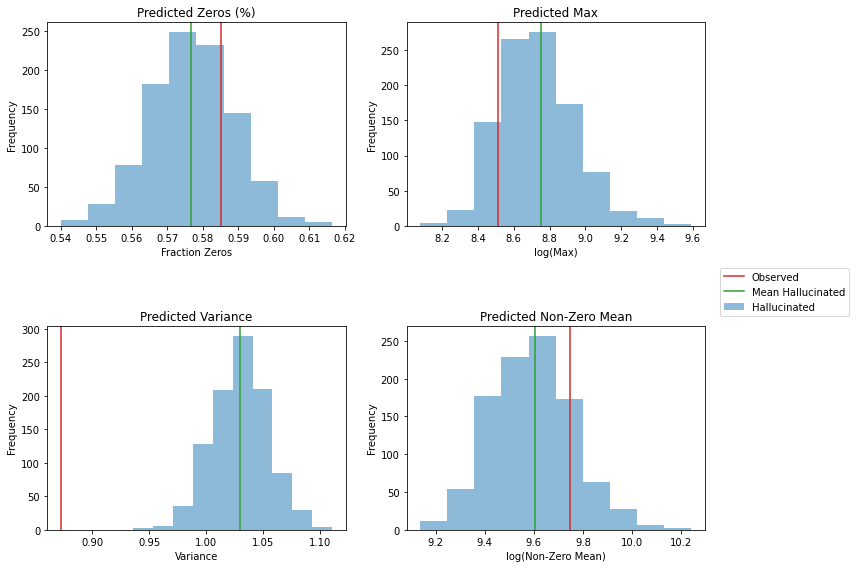 Predicted Zeros (%)
Frequency
250
200
150
100
50
0
0.54 0.55 0.56 0.57 0.58 0.59 0.60 0.61 0.62
Fraction Zeros
Predicted Max
Frequency
250
200
150
100
50
0
8.2 8.4 8.6 8.8 9.0 9.2 9.4 9.6
log(Max)
Observed
Mean Hallucinated
Hallucinated
Predicted Variance
Frequency
300
250
200
150
100
50
0
0.90 0.95 1.00 1.05 1.10
Variance
Predicted Non-Zero Mean
Frequency
250
200
150
100
50
0
9.2 9.4 9.6 9.8 10.0 10.2
log(Non-Zero Mean)